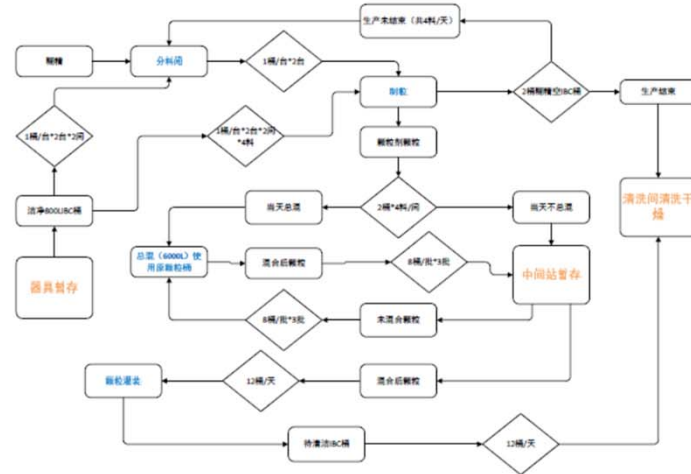 生产未结束（共4料/天）
糊精
分料间
1桶/台*2台
制粒
2桶糊精空IBC桶
生产结束
1桶/台*2台*2间
1桶/台*2台*2间
*4料
颗粒剂颗粒
洁净800LIBC桶
当天总混
2桶*4料/间
当天不总混
清洗间清洗干
燥
器具暂存
总混（6000L）使
用原颗粒桶
混合后颗粒
8桶/批*3批
中间站暂存
8桶/批*3批
未混合颗粒
颗粒灌装
12桶/天
混合后颗粒
待清洁IBC桶
12桶/天